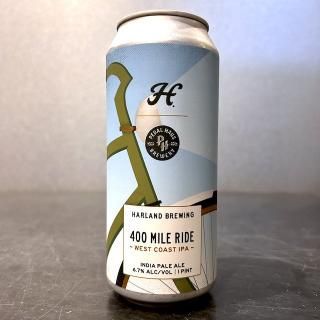 H.
PEDAL HAUS
PH
BREWERY
HARLAND BREWING
400 MILE RIDE
- WEST COAST IPA -
INDIA PALE ALE
6.7% ALC/VOL | 1 PINT